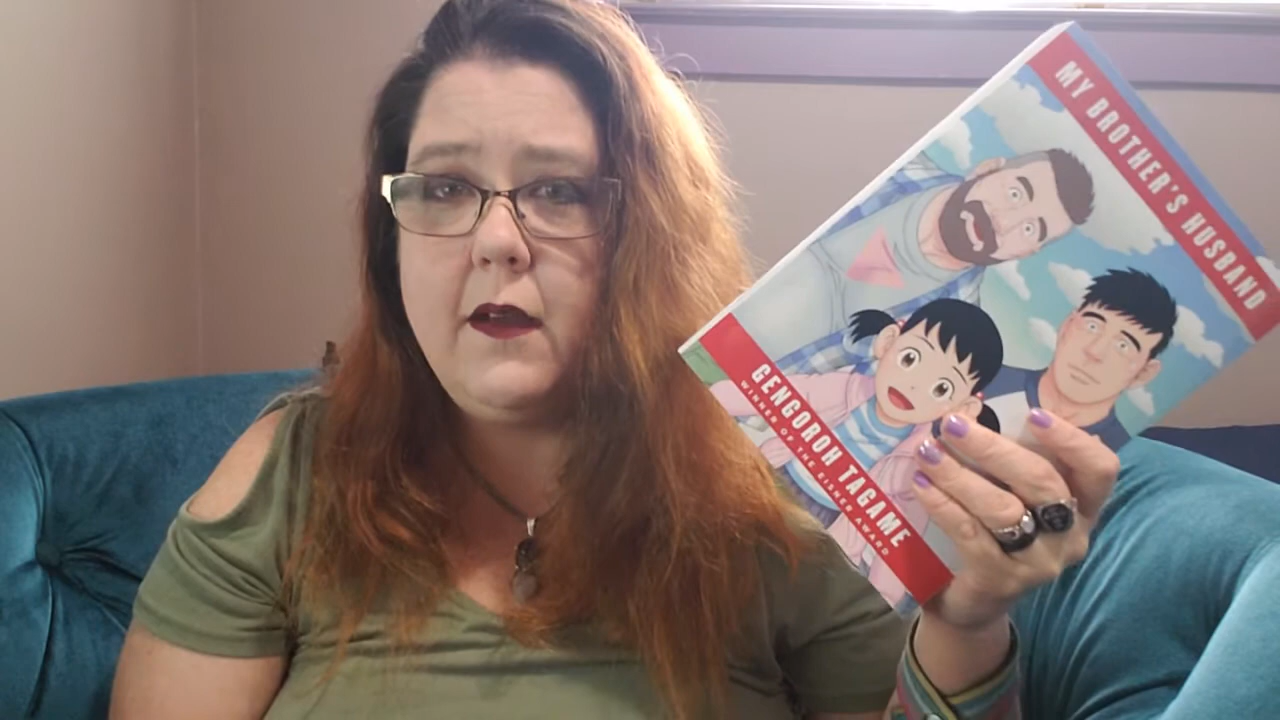 MY BROTHER'S HUSBAND
GENGOROH TAGAME
WINNER OF THE EISNER AWARD